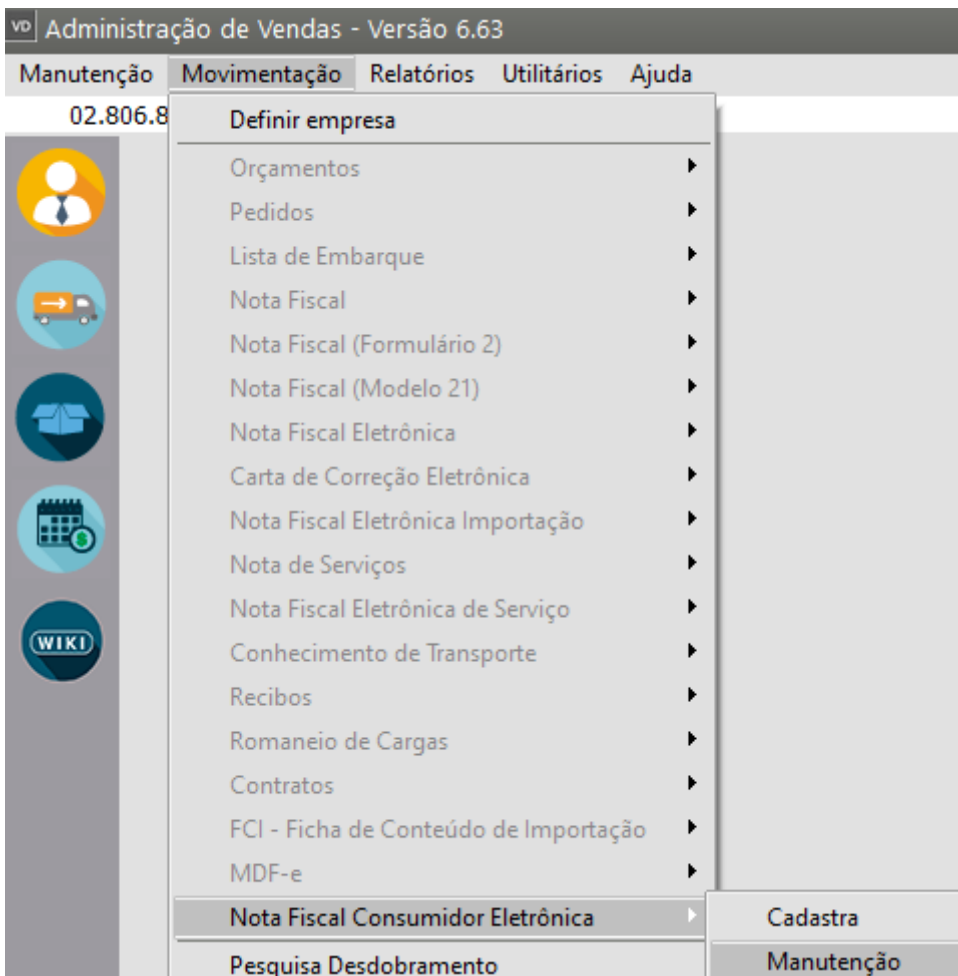 VD Administração de Vendas - Versão 6.63
Manutenção Movimentação Relatórios Utilitários Ajuda
02.806.8
Definir empresa
Orçamentos
Pedidos
Lista de Embarque
Nota Fiscal
Nota Fiscal (Formulário 2)
Nota Fiscal (Modelo 21)
Nota Fiscal Eletrônica
Carta de Correção Eletrônica
Nota Fiscal Eletrônica Importação
Nota de Serviços
Nota Fiscal Eletrônica de Serviço
WIKI
Conhecimento de Transporte
Recibos
Romaneio de Cargas
Contratos
FCI - Ficha de Conteúdo de Importação
MDF-e
Nota Fiscal Consumidor Eletrônica
Cadastra
Pesquisa Desdobramento
Manutenção